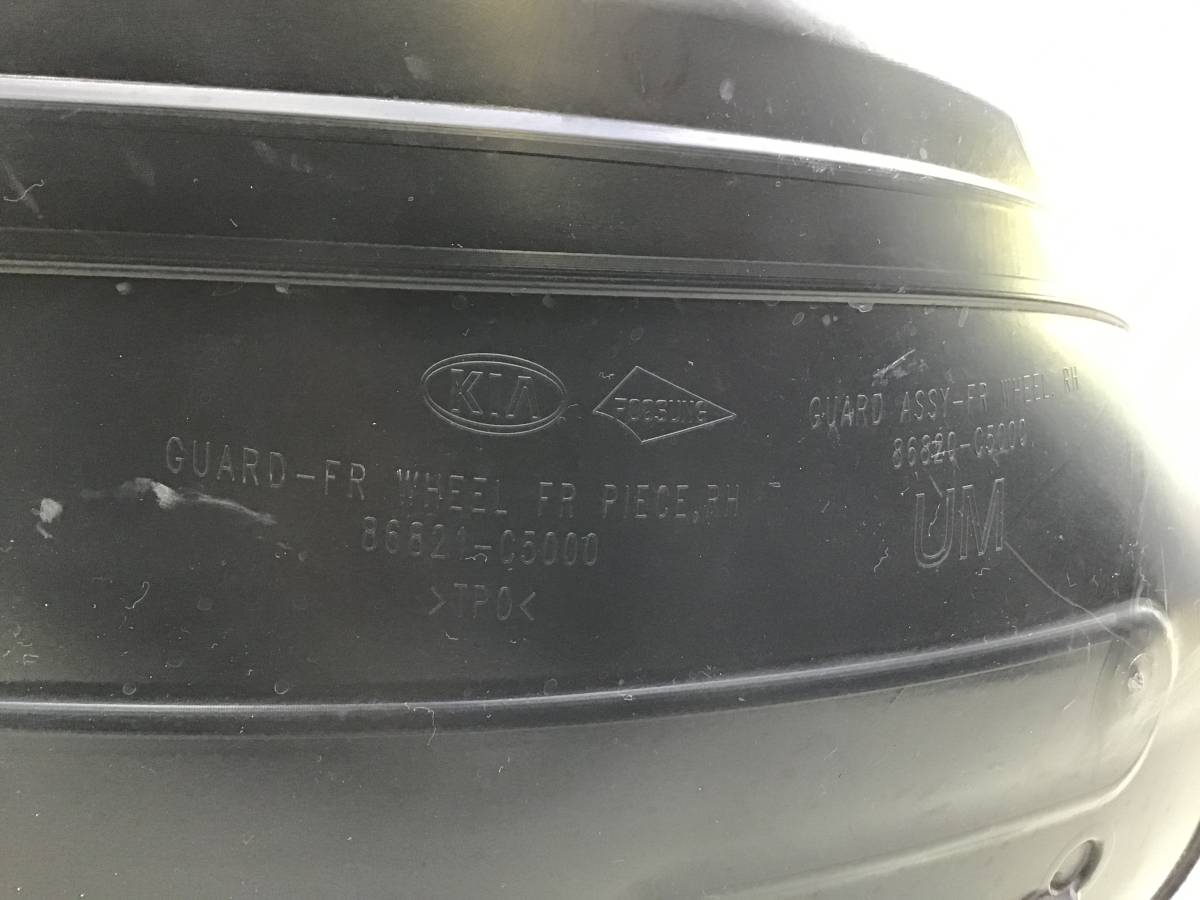 KIA
GUARD-FR WHEEL FR PIECE,RH
86821-C5000
>TPO<
GUARD ASSY-FR WHEEL, RH
86820-C5000
UM